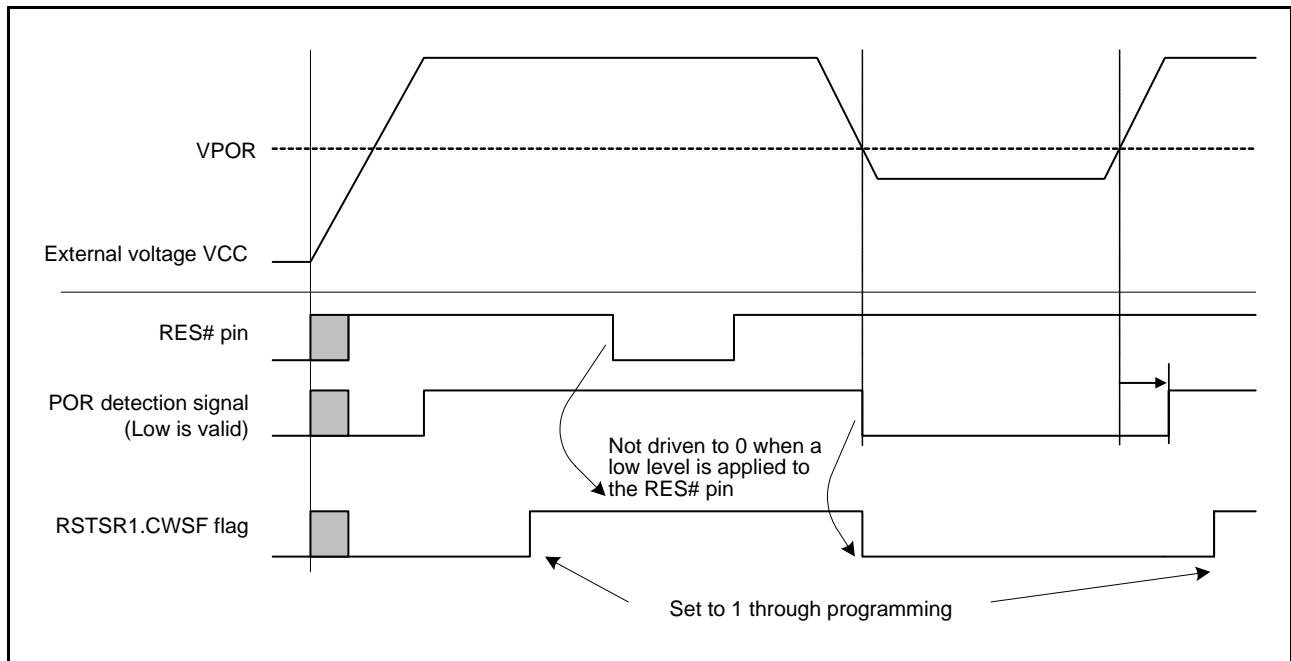 VPOR
External voltage VCC
RES# pin
POR detection signal
(Low is valid)
Not driven to 0 when a
low level is applied to
the RES# pin
RSTSR1.CWSF flag
Set to 1 through programming